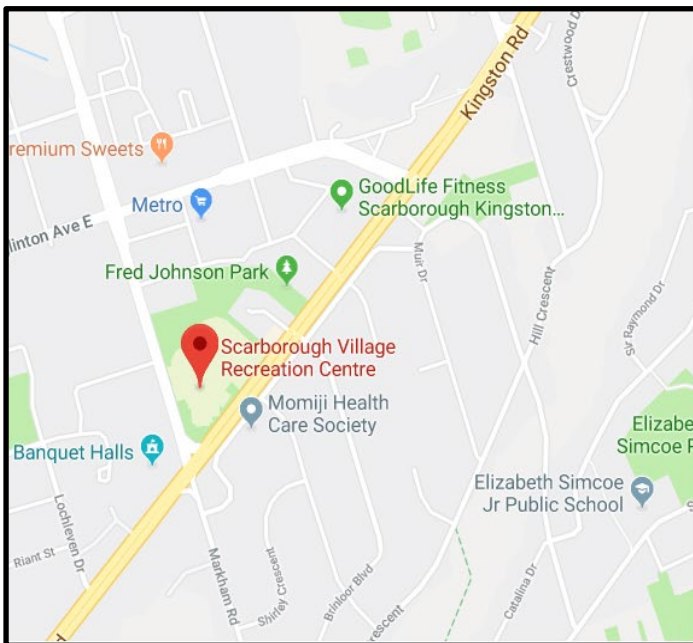 Kingston Rd
Crestwood D
remium Sweets
Metro
GoodLife Fitness
Scarborough Kingston...
linton Ave E
Fred Johnson Park
Muir Dr
Hill Crescent
Sir Raymond Dr
Scarborough Village
Recreation Centre
Momiji Health
Care Society
Banquet Halls
Elizabe
Simcoe P
Elizabeth Simcoe
Jr Public School
Lochleven Dr
Riant St
Markham Rd
Shirley Crescent
Brinloor Blvd
escent
Catalina Dr
d
S